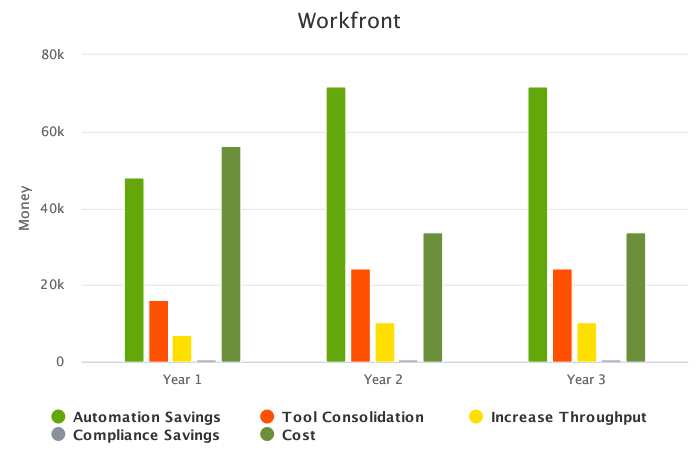 Workfront
80k
60k
40k
20k
0
Money
Year 1 Year 2 Year 3
Automation Savings Tool Consolidation Increase Throughput
Compliance Savings Cost